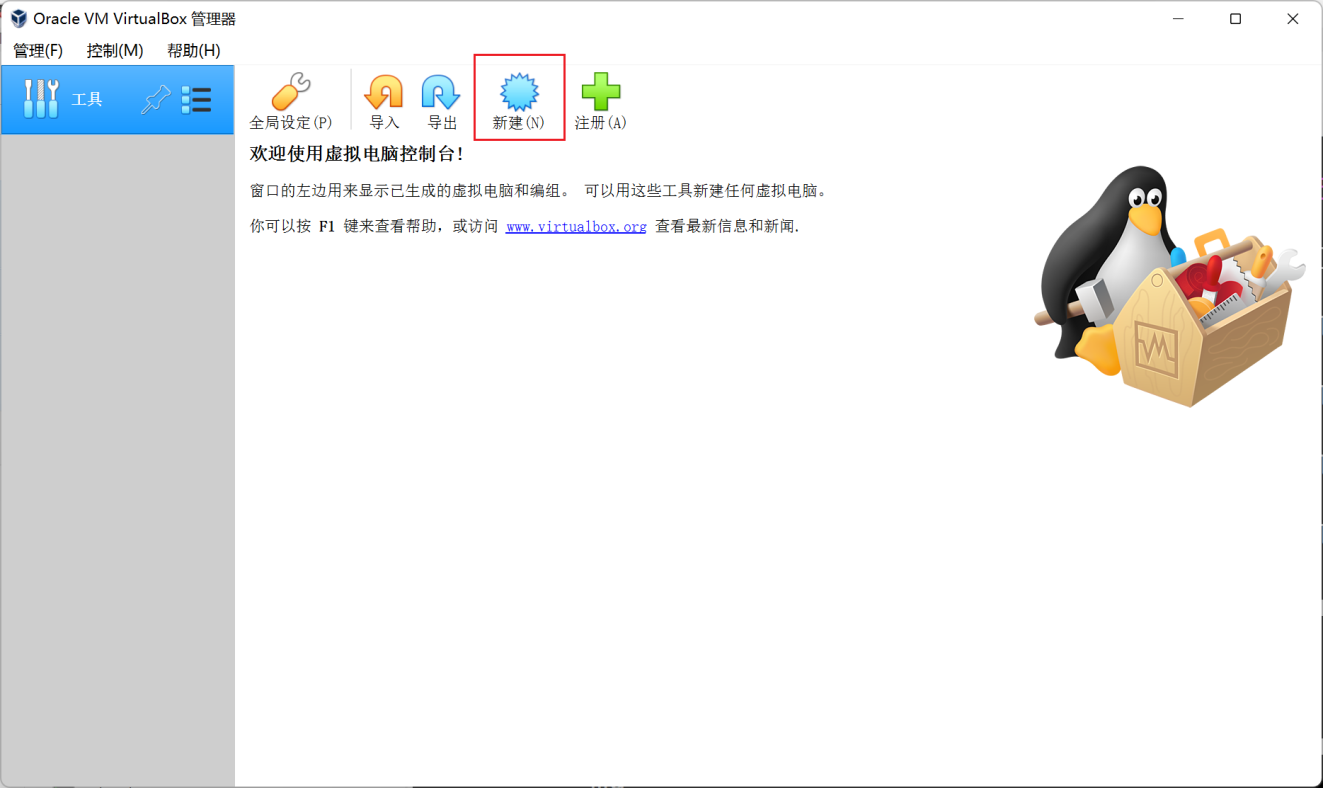 Oracle VM VirtualBox 管理器
管理(F) 控制(M) 帮助(H)
工具
全局设定(P) 导入 导出 新建(N) 注册(A)
欢迎使用虚拟电脑控制台!
窗口的左边用来显示已生成的虚拟电脑和编组。 可以用这些工具新建任何虚拟电脑。
你可以按 F1 键来查看帮助，或访问 www.virtualbox.org 查看最新信息和新闻.